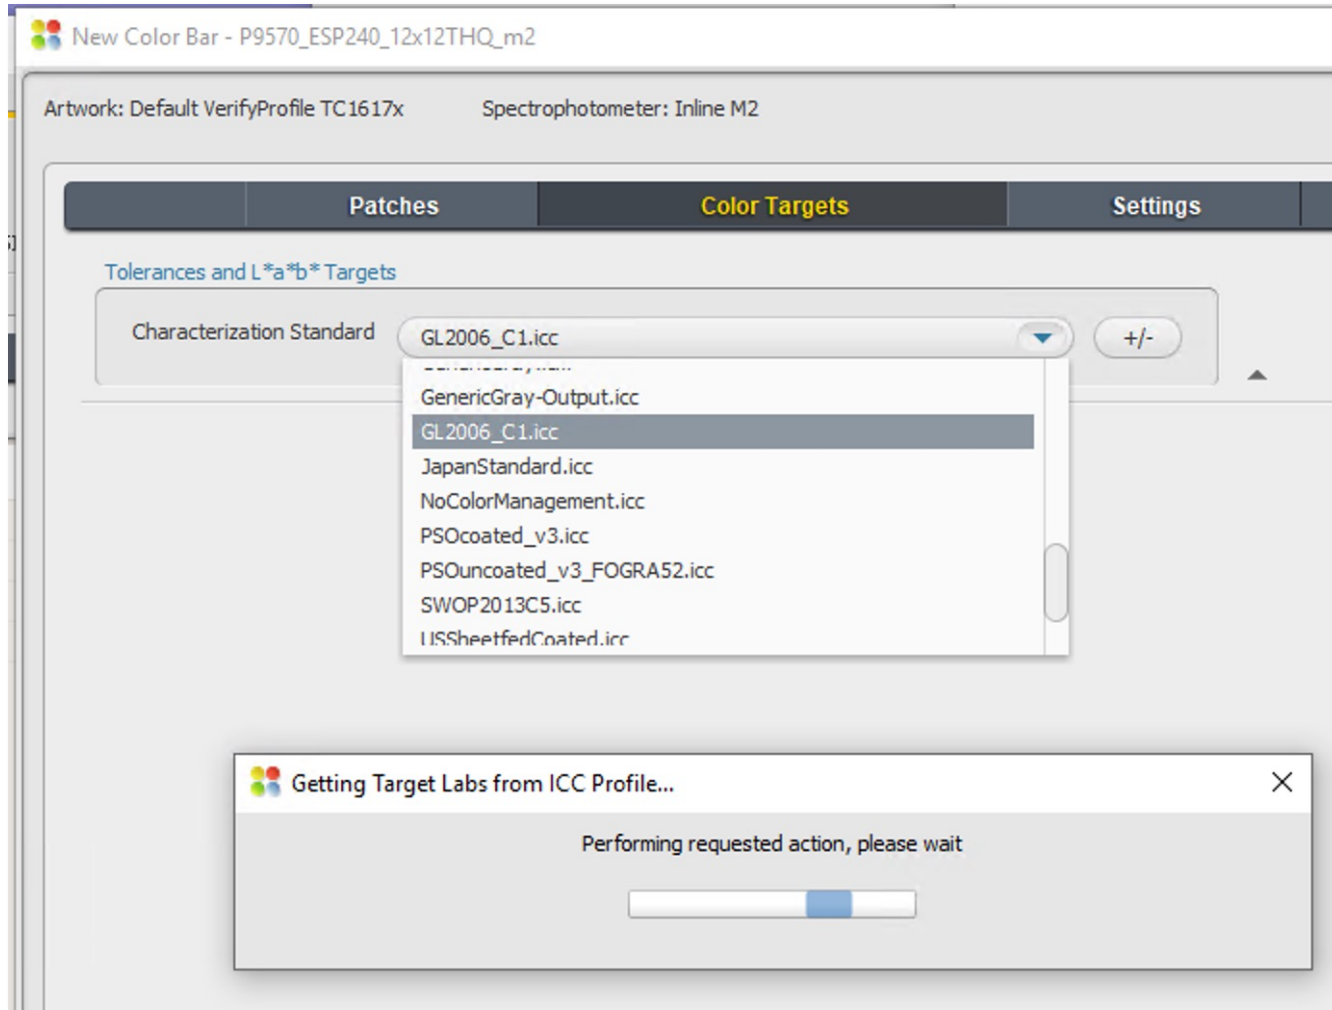 New Color Bar - P9570_ESP240_12x12THQ_m2
Artwork: Default VerifyProfile TC1617x Spectrophotometer: Inline M2
Patches Color Targets Settings
Tolerances and L*a*b* Targets
Characterization Standard GL2006_C1.icc +/-
GenericGray-Output.icc
GL2006_C1.icc
JapanStandard.icc
NoColorManagement.icc
PSOcoated_v3.icc
PSOuncoated_v3_FOGRA52.icc
SWOP2013C5.icc
USSheetfedCoated.icc
Getting Target Labs from ICC Profile...
Performing requested action, please wait